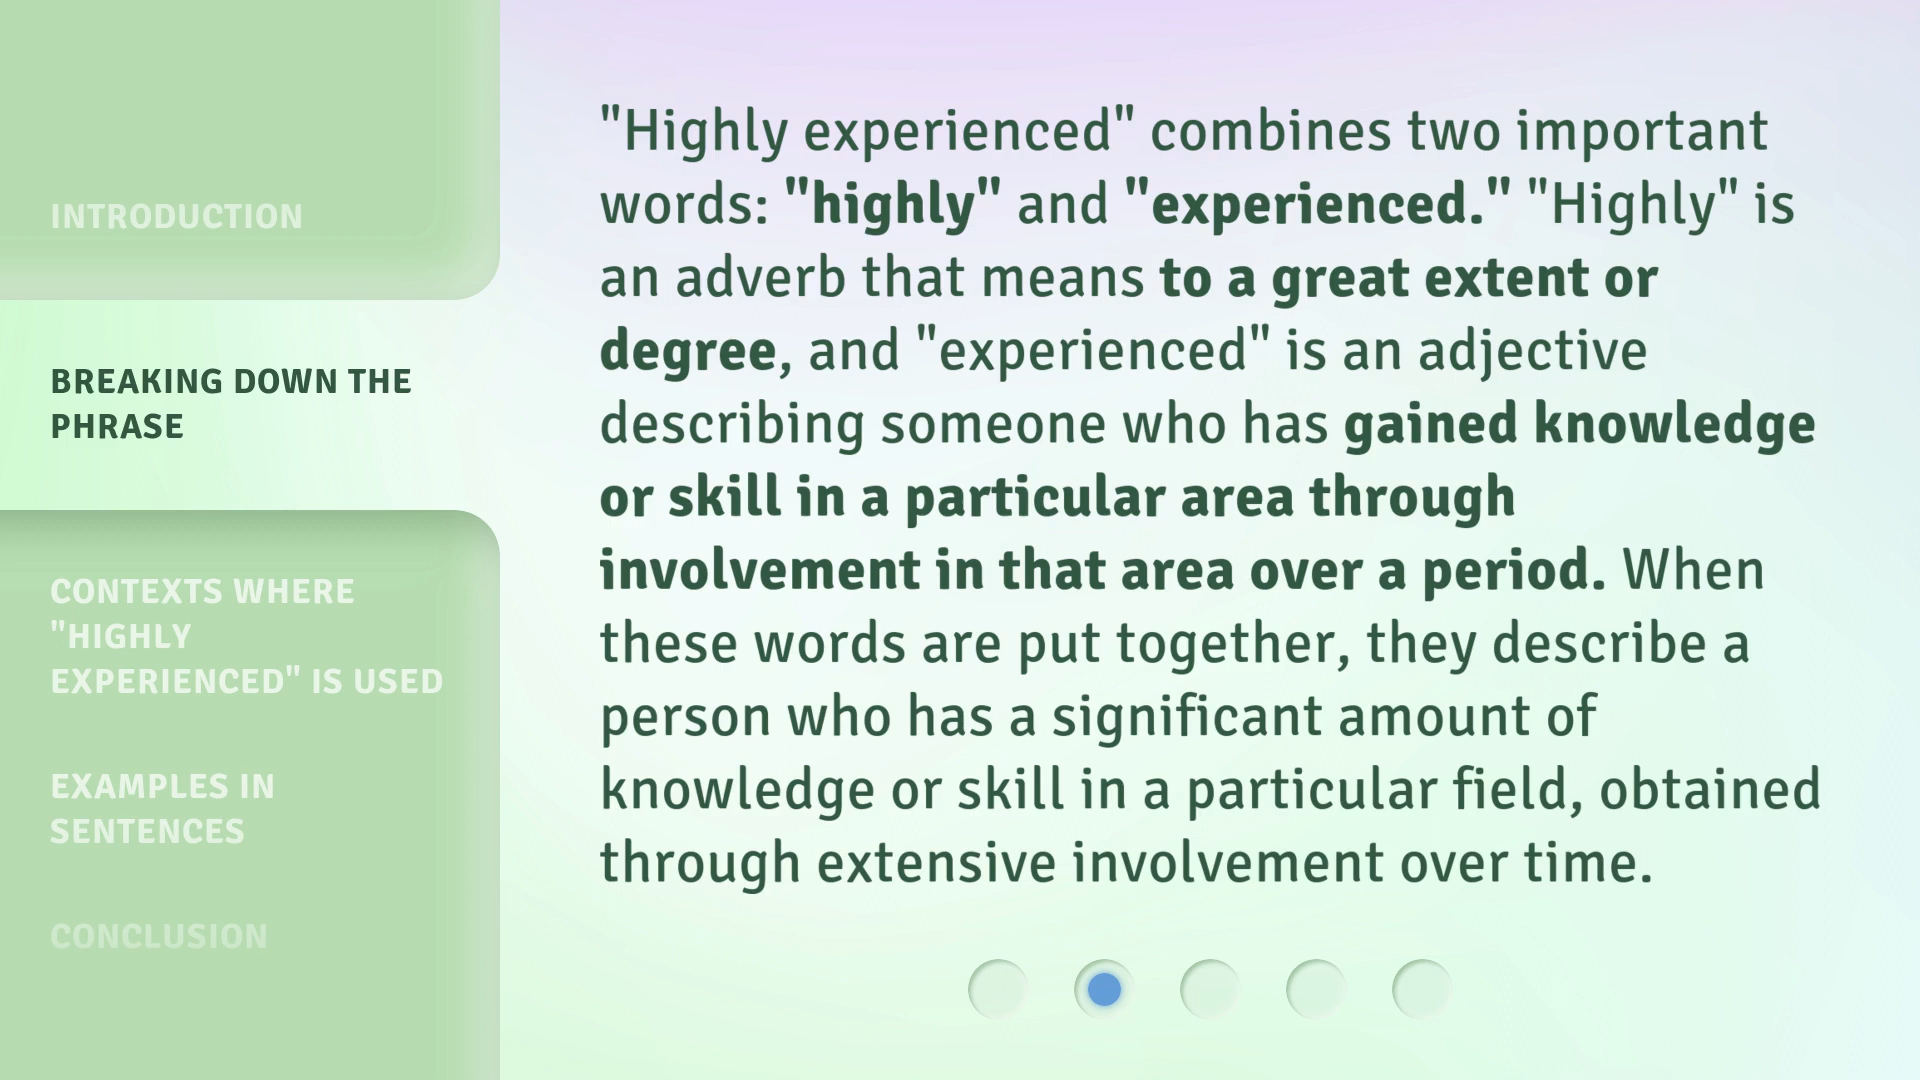 INTRODUCTION
BREAKING DOWN THE
PHRASE
CONTEXTS WHERE
"HIGHLY
EXPERIENCED" IS USED
EXAMPLES IN
SENTENCES
CONCLUSION
"Highly experienced" combines two important
words: "highly" and "experienced." "Highly" is
an adverb that means to a great extent or
degree, and "experienced" is an adjective
describing someone who has gained knowledge
or skill in a particular area through
involvement in that area over a period. When
these words are put together, they describe a
person who has a significant amount of
knowledge or skill in a particular field, obtained
through extensive involvement over time.